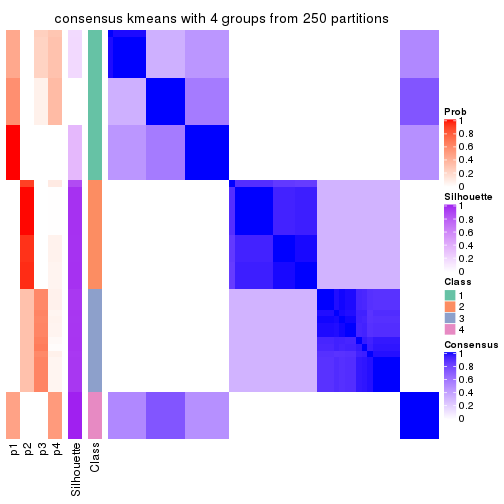 consensus kmeans with 4 groups from 250 partitions
Prob
1
0.8
0.6
0.4
0.2
0
Silhouette
1
0.8
0.6
0.4
0.2
0
Class
1
2
3
4
Consensus
1
0.8
0.6
0.4
0.2
0
p1
p2
p3
p4
Silhouette
Class